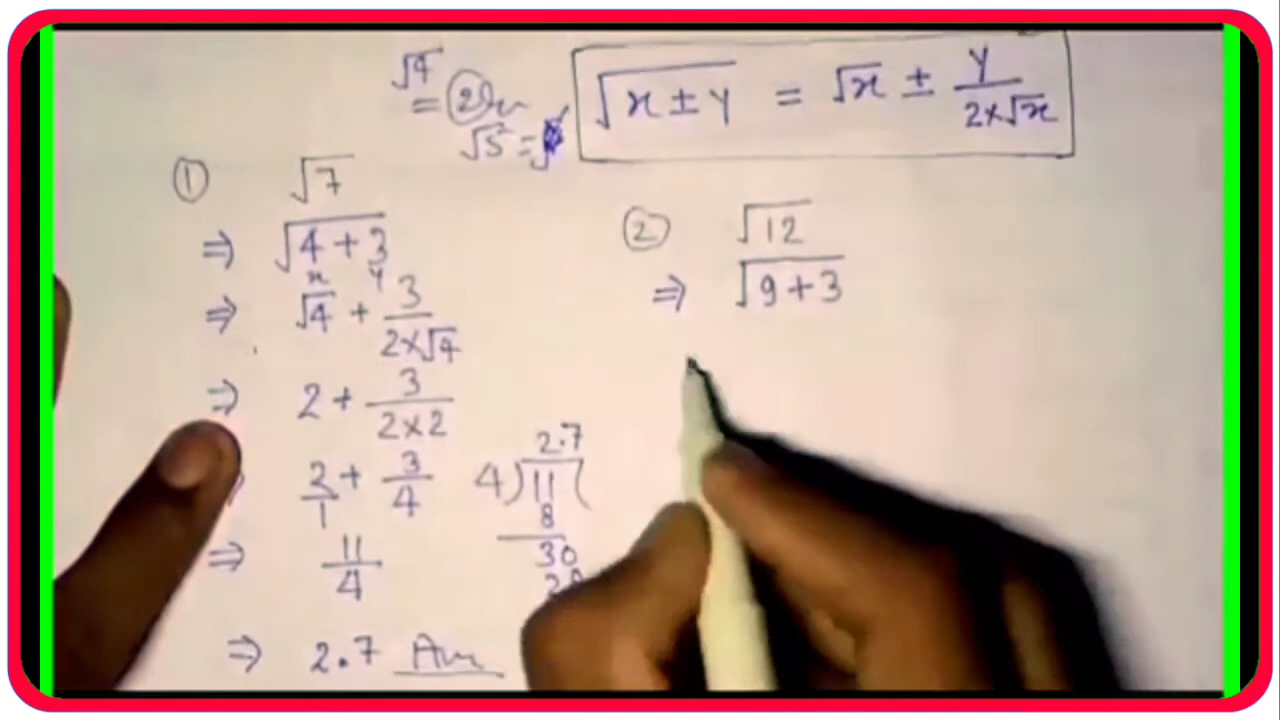 √4
= 2
√5 =
√(x ± y) = √x ± y/(2×√x)
① √7
⇒ √(4 + 3)
x y
⇒ √4 + 3/(2×√4)
⇒ 2 + 3/(2×2)
2/1 + 3/4
⇒ 11/4
⇒ 2.7 Ans
2.7
4)11(
8
30
② √12
⇒ √(9 + 3)